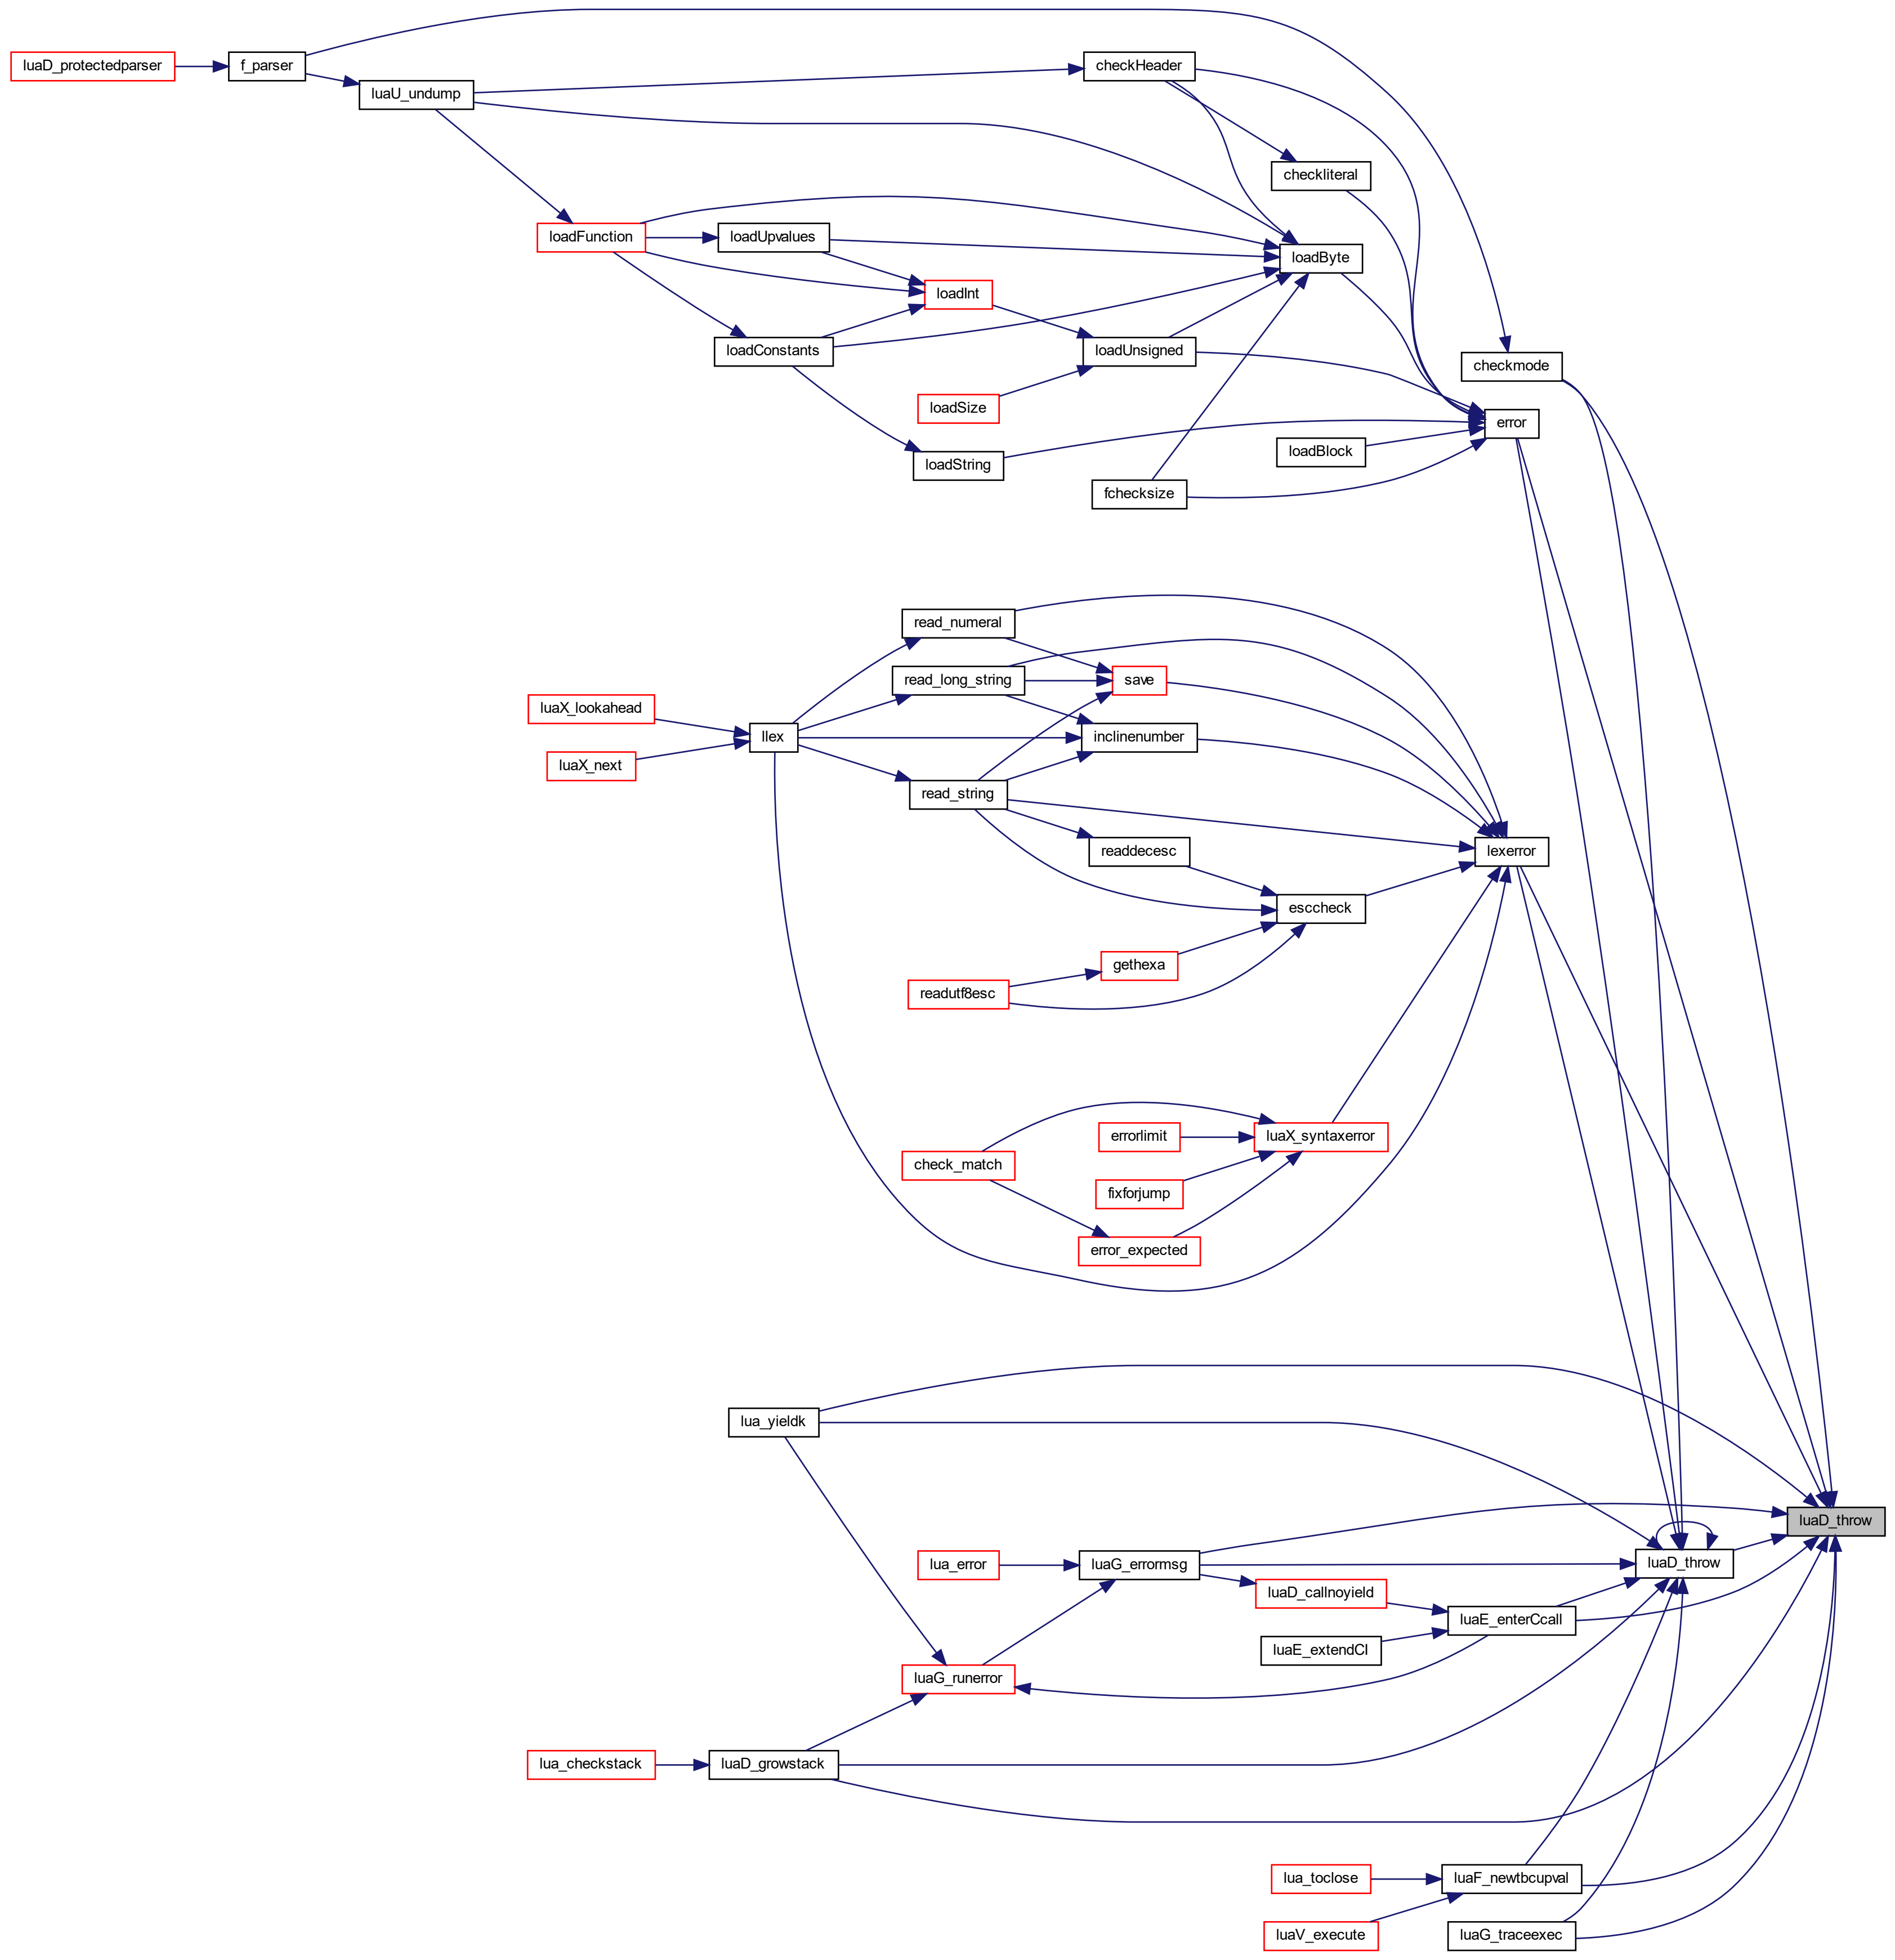 luaD_protectedparser
f_parser
luaU_undump
checkHeader
checkliteral
loadFunction
loadUpvalues
loadByte
loadInt
loadConstants
loadUnsigned
checkmode
loadSize
error
loadString
loadBlock
fchecksize
read_numeral
read_long_string
save
luaX_lookahead
llex
inclinenumber
luaX_next
read_string
readdecesc
lexerror
esccheck
gethexa
readutf8esc
errorlimit
luaX_syntaxerror
check_match
fixforjump
error_expected
lua_yieldk
luaD_throw
lua_error
luaG_errormsg
luaD_throw
luaD_callnoyield
luaE_enterCcall
luaE_extendCI
luaG_runerror
lua_checkstack
luaD_growstack
lua_toclose
luaF_newtbcupval
luaV_execute
luaG_traceexec